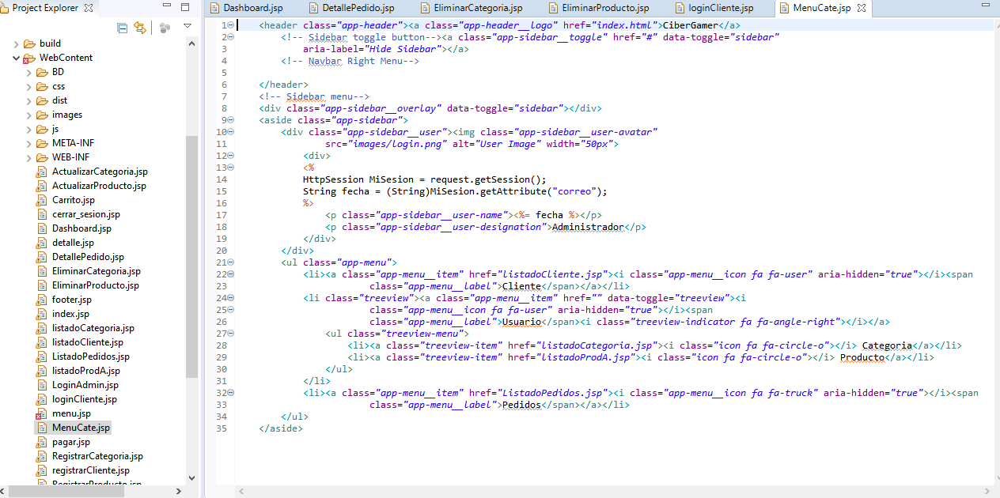 Project Explorer
build
WebContent
BD
css
dist
images
js
META-INF
WEB-INF
ActualizarCategoria.jsp
ActualizarProducto.jsp
Carrito.jsp
cerrar_sesion.jsp
Dashboard.jsp
detalle.jsp
DetallePedido.jsp
EliminarCategoria.jsp
EliminarProducto.jsp
footer.jsp
index.jsp
listadoCategoria.jsp
listadoCliente.jsp
ListadoPedidos.jsp
listadoProdA.jsp
LoginAdmin.jsp
loginCliente.jsp
menu.jsp
MenuCate.jsp
pagar.jsp
RegistrarCategoria.jsp
registrarCliente.jsp
RegistrarProducto.jsp
Dashboard.jsp DetallePedido.jsp EliminarCategoria.jsp EliminarProducto.jsp loginCliente.jsp MenuCate.jsp
1 <header class="app-header"><a class="app-header__logo" href="index.html">CiberGamer</a>
2 <!-- Sidebar toggle button--><a class="app-sidebar__toggle" href="#" data-toggle="sidebar"
3 aria-label="Hide Sidebar"></a>
4 <!-- Navbar Right Menu-->
5
6 </header>
7 <!-- Sidebar menu-->
8 <div class="app-sidebar__overlay" data-toggle="sidebar"></div>
9 <aside class="app-sidebar">
10 <div class="app-sidebar__user"><img class="app-sidebar__user-avatar"
11 src="images/login.png" alt="User Image" width="50px">
12 <div>
13 <%
14 HttpSession MiSesion = request.getSession();
15 String fecha = (String)MiSesion.getAttribute("correo");
16 %>
17 <p class="app-sidebar__user-name"><%= fecha %></p>
18 <p class="app-sidebar__user-designation">Administrador</p>
19 </div>
20 </div>
21 <ul class="app-menu">
22 <li><a class="app-menu__item" href="listadoCliente.jsp"><i class="app-menu__icon fa fa-user" aria-hidden="true"></i><span
23 class="app-menu__label">Cliente</span></a></li>
24 <li class="treeview"><a class="app-menu__item" href="" data-toggle="treeview"><i
25 class="app-menu__icon fa fa-user" aria-hidden="true"></i><span
26 class="app-menu__label">Usuario</span><i class="treeview-indicator fa fa-angle-right"></i></a>
27 <ul class="treeview-menu">
28 <li><a class="treeview-item" href="listadoCategoria.jsp"><i class="icon fa fa-circle-o"></i> Categoria</a></li>
29 <li><a class="treeview-item" href="listadoProdA.jsp"><i class="icon fa fa-circle-o"></i> Producto</a></li>
30 </ul>
31 </li>
32 <li><a class="app-menu__item" href="ListadoPedidos.jsp"><i class="app-menu__icon fa fa-truck" aria-hidden="true"></i><span
33 class="app-menu__label">Pedidos</span></a></li>
34 </ul>
35 </aside>